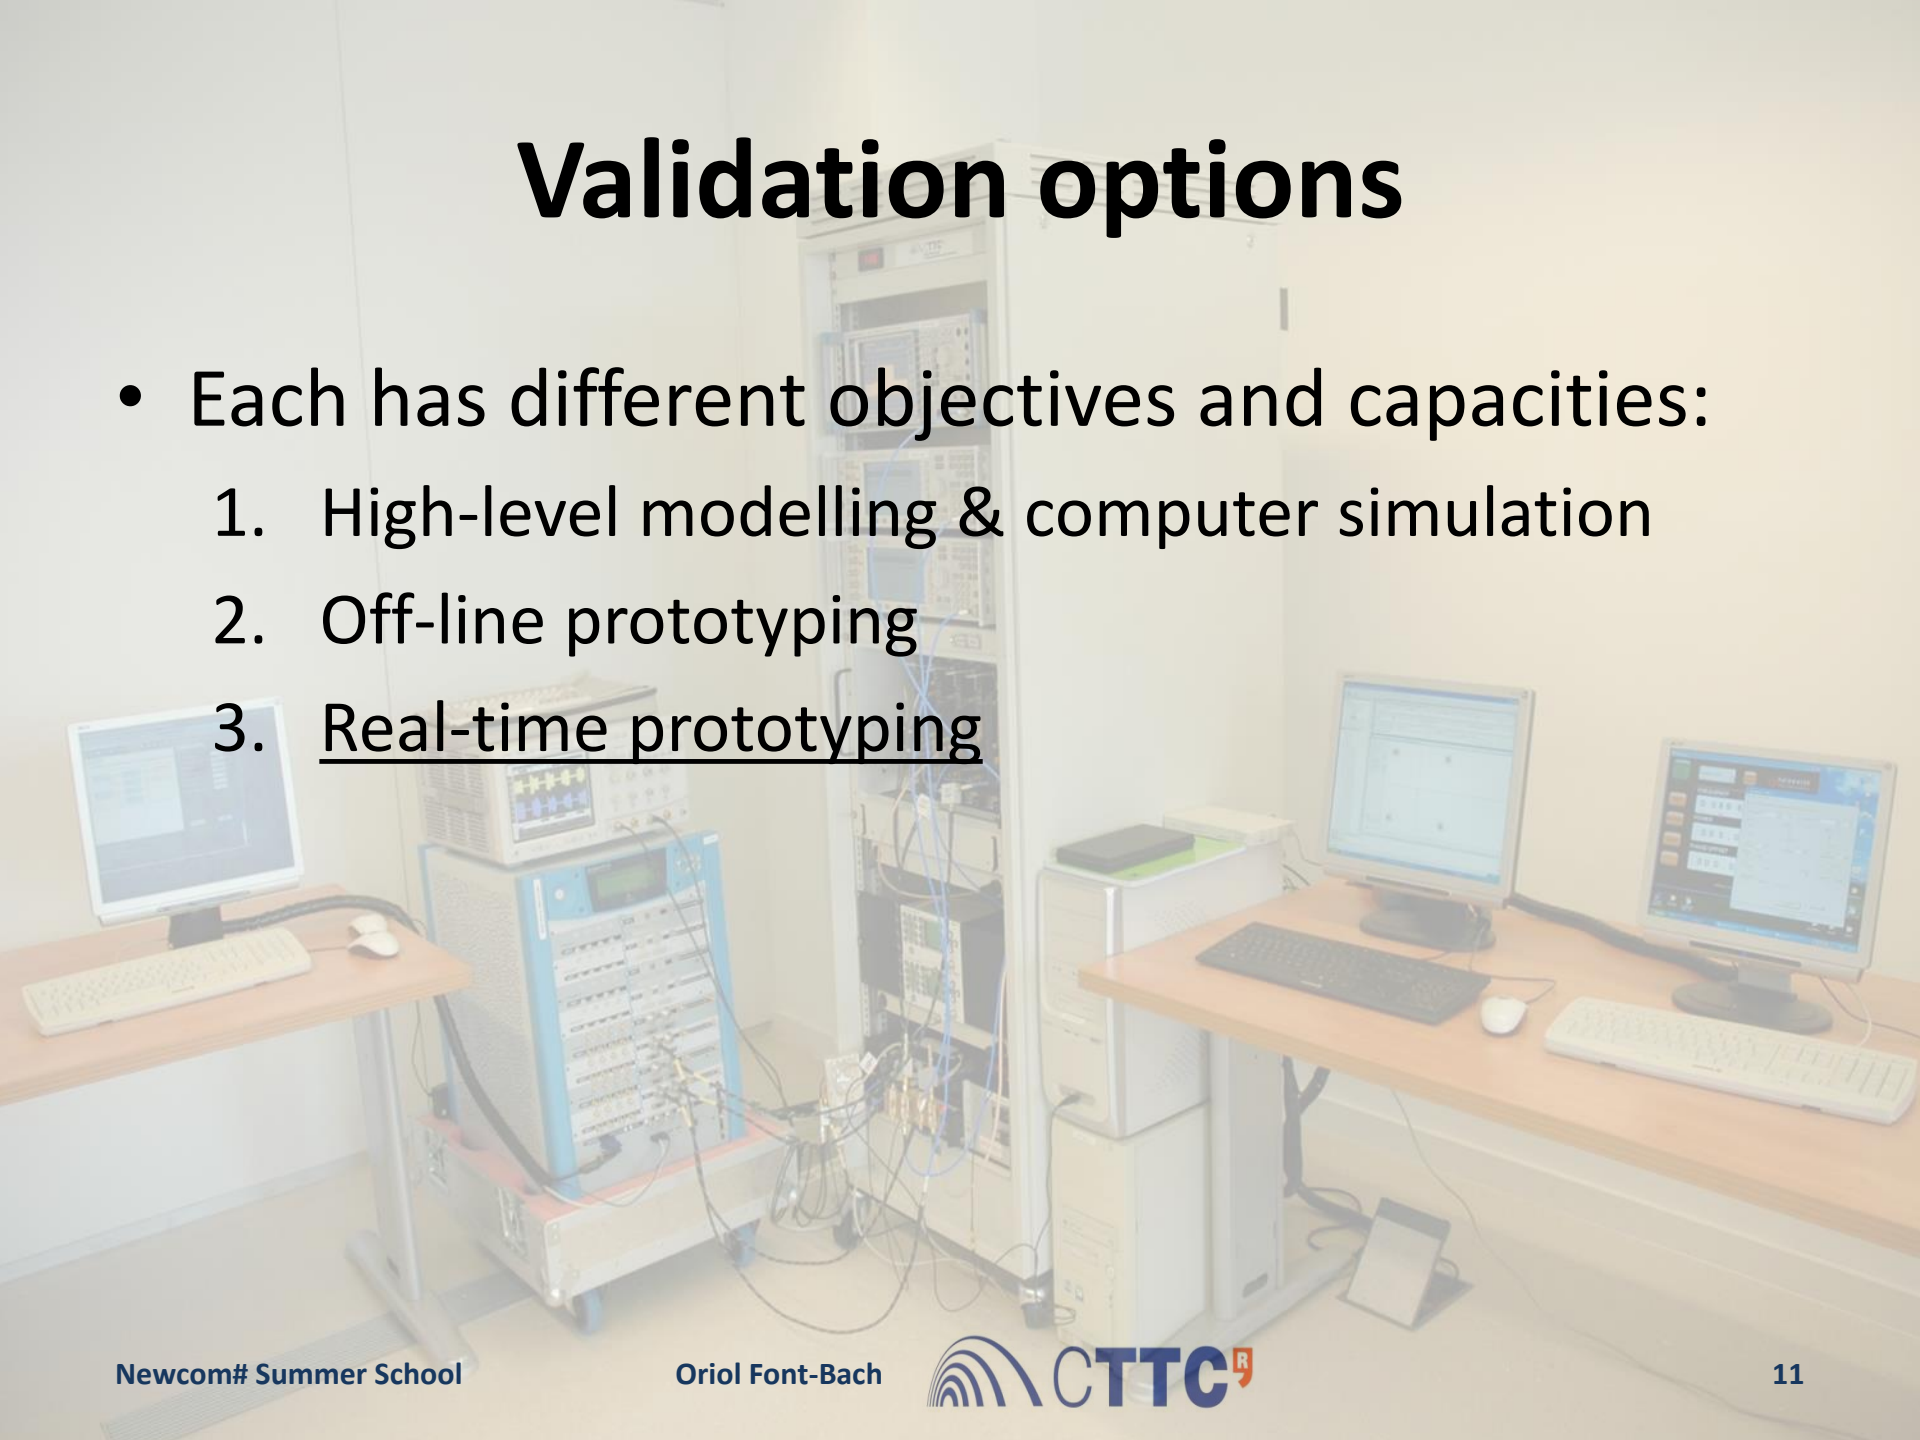 Validation options
• Each has different objectives and capacities:
1. High-level modelling & computer simulation
2. Off-line prototyping
3. Real-time prototyping
Newcom# Summer School Oriol Font-Bach CTTC R 11